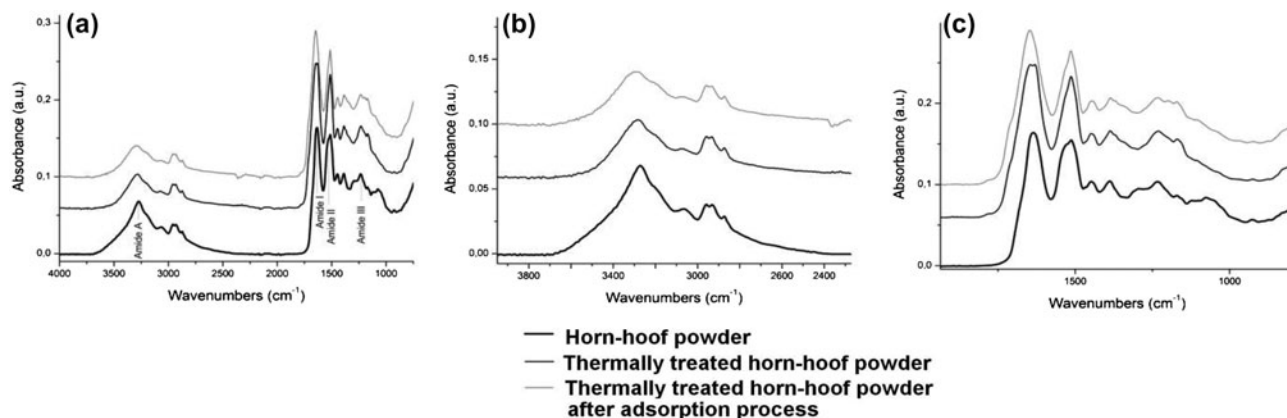 (a)
0,3
0,2
0,1
0,0
Absorbance (a.u.)
Amide A
Amide I
Amide II
Amide III
4000 3500 3000 2500 2000 1500 1000
Wavenumbers (cm⁻¹)
(b)
0,15
0,10
0,05
0,00
Absorbance (a.u.)
3800 3400 3000 2800 2400
Wavenumbers (cm⁻¹)
(c)
0,3
0,2
0,1
0.0
Absorbance (a.u.)
1500 1000
Wavenumbers (cm⁻¹)
Horn-hoof powder
Thermally treated horn-hoof powder
Thermally treated horn-hoof powder
after adsorption process